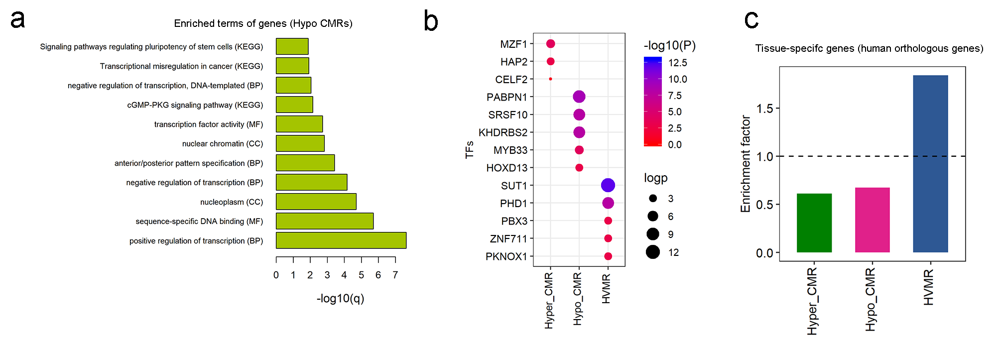 a
Enriched terms of genes (Hypo CMRs)
Signaling pathways regulating pluripotency of stem cells (KEGG)
Transcriptional misregulation in cancer (KEGG)
negative regulation of transcription, DNA-templated (BP)
cGMP-PKG signaling pathway (KEGG)
transcription factor activity (MF)
nuclear chromatin (CC)
anterior/posterior pattern specification (BP)
negative regulation of transcription (BP)
nucleoplasm (CC)
sequence-specific DNA binding (MF)
positive regulation of transcription (BP)
0 1 2 3 4 5 6 7
-log10(q)
b
TFs
MZF1
HAP2
CELF2
PABPN1
SRSF10
KHDRBS2
MYB33
HOXD13
SUT1
PHD1
PBX3
ZNF711
PKNOX1
Hyper_CMR
Hypo_CMR
HVMR
-log10(P)
12.5
10.0
7.5
5.0
2.5
0.0
logp
3
6
9
12
c
Tissue-specifc genes (human orthologous genes)
Enrichment factor
1.5
1.0
0.5
0.0
Hyper_CMR
Hypo_CMR
HVMR